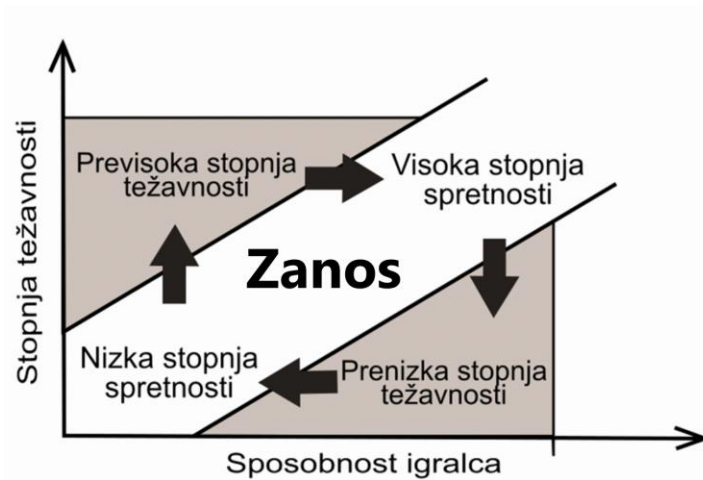 Stopnja težavnosti
Previsoka stopnja
težavnosti
Visoka stopnja
spretnosti
Zanos
Nizka stopnja
spretnosti
Prenizka stopnja
težavnosti
Sposobnost igralca